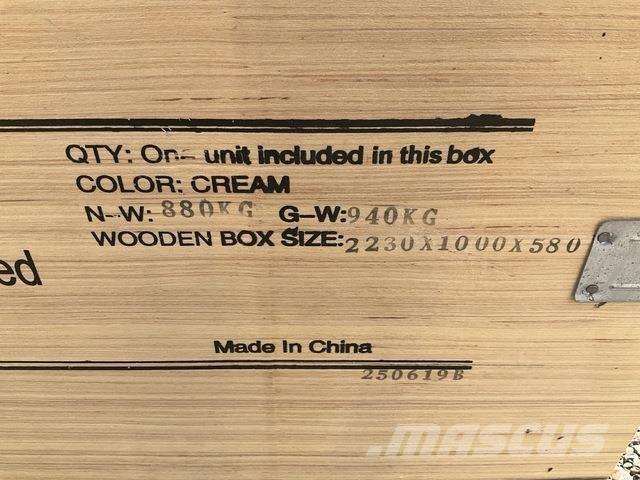 QTY: One unit included in this box
COLOR: CREAM
N-W: 880KG G-W: 940KG
WOODEN BOX SIZE: 2230X1000X580
ed
Made In China
250619B
MASCUS